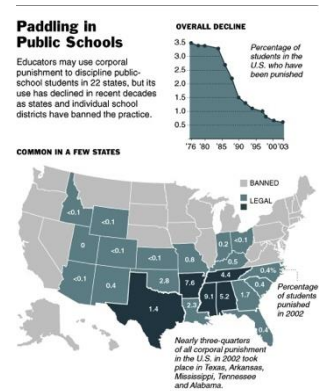 Paddling in
Public Schools
Educators may use corporal
punishment to discipline public-
school students in 22 states, but its
use has declined in recent decades
as states and individual school
districts have banned the practice.
OVERALL DECLINE
3.5
3.0
2.5
2.0
1.5
1.0
0.5
Percentage of
students in the
U.S. who have
been punished
'76 '80 '85 '90 '95 '00 '03
COMMON IN A FEW STATES
BANNED
LEGAL
<0.1
<0.1
0
<0.1
<0.1
0.8
0.2
<0.1
0.5
<0.1
0.4
2.8
7.6
4.4
0.4%
0.4
1.4
2.3
9.1
5.2
1.7
0.4
Percentage
of students
punished
in 2002
Nearly three-quarters
of all corporal punishment
in the U.S. in 2002 took
place in Texas, Arkansas,
Mississippi, Tennessee
and Alabama.